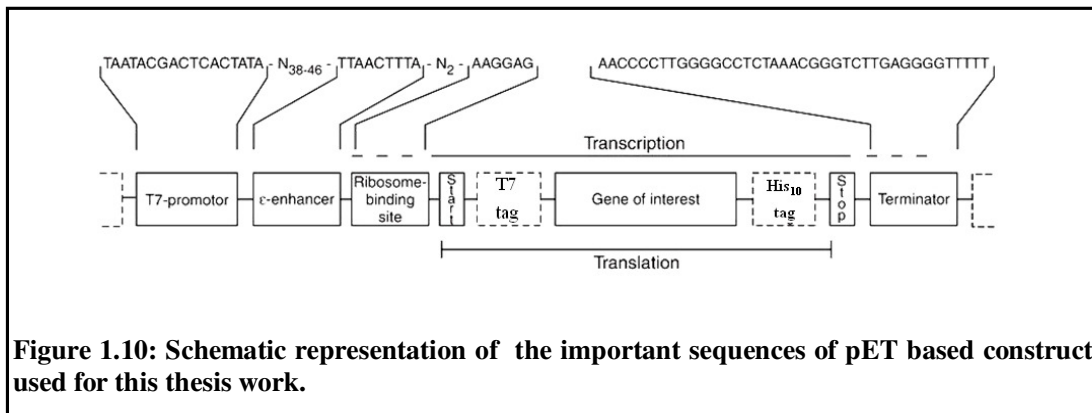 TAATACGACTCACTATA - N38-46 - TTAACTTTA - N2 - AAGGAG AACCCCTTGGGGCCTCTAAACGGGTCTTGAGGGGTTTTT
Transcription
T7-promotor
ε-enhancer
Ribosome-
binding
site
Start
T7
tag
Gene of interest
His10
tag
Stop
Terminator
Translation
Figure 1.10: Schematic representation of the important sequences of pET based construct
used for this thesis work.